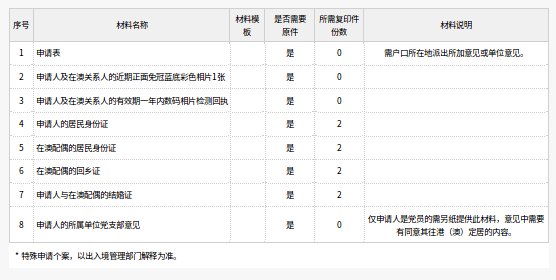 序号 材料名称 材料模板 是否需要原件 所需复印件份数 材料说明
1 申请表 是 0 需户口所在地派出所加意见或单位意见。
2 申请人及在澳关系人的近期正面免冠蓝底彩色相片1张 是 0
3 申请人及在澳关系人的有效期一年内数码相片检测回执 是 0
4 申请人的居民身份证 是 2
5 在澳配偶的居民身份证 是 2
6 在澳配偶的回乡证 是 2
7 申请人与在澳配偶的结婚证 是 2
8 申请人的所属单位党支部意见 是 0 仅申请人是党员的需另纸提供此材料，意见中需要
有同意其往港（澳）定居的内容。
* 特殊申请个案，以出入境管理部门解释为准。